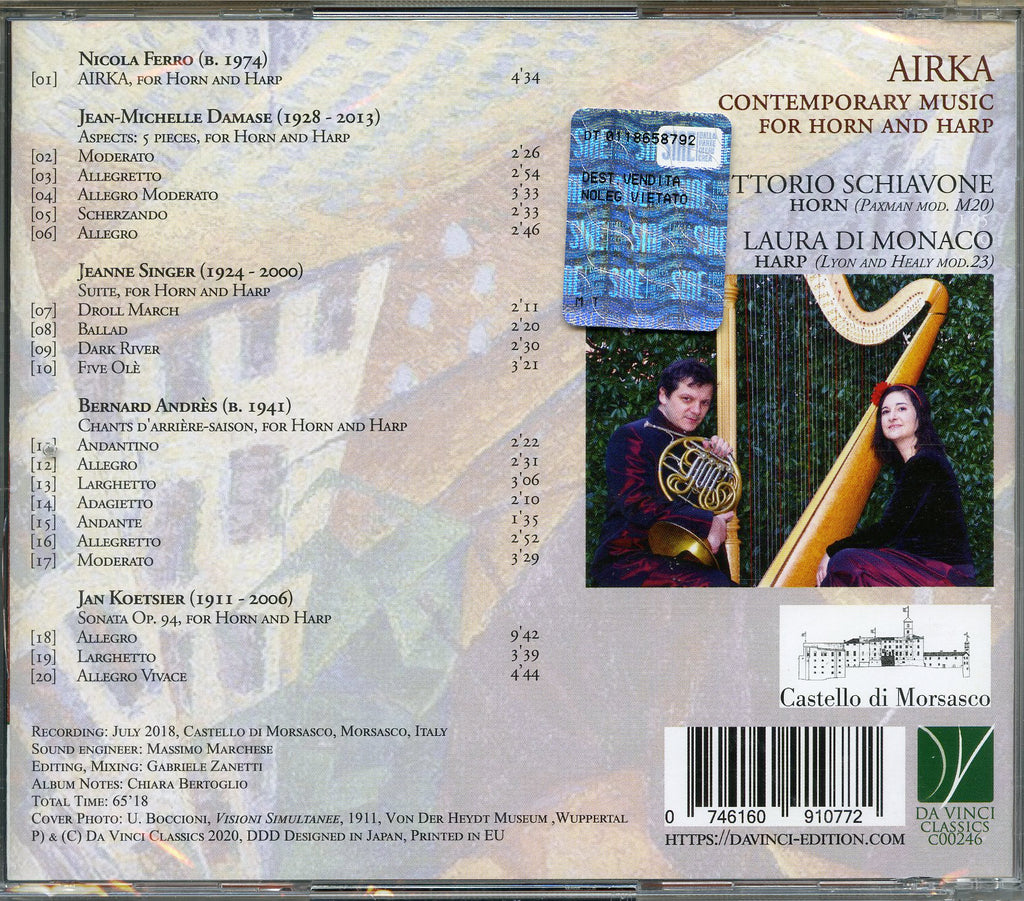 Nicola Ferro (b. 1974)
[01] AIRKA, for Horn and Harp 4'34
Jean-Michelle Damase (1928 - 2013)
Aspects: 5 pieces, for Horn and Harp
[02] Moderato 2'26
[03] Allegretto 2'54
[04] Allegro Moderato 3'33
[05] Scherzando 2'33
[06] Allegro 2'46
Jeanne Singer (1924 - 2000)
Suite, for Horn and Harp
[07] Droll March 2'11
[08] Ballad 2'20
[09] Dark River 2'30
[10] Five Olè 3'21
Bernard Andrès (b. 1941)
Chants d'arrière-saison, for Horn and Harp
[11] Andantino 2'22
[12] Allegro 2'31
[13] Larghetto 3'06
[14] Adagietto 2'10
[15] Andante 1'35
[16] Allegretto 2'52
[17] Moderato 3'29
Jan Koetsier (1911 - 2006)
Sonata Op. 94, for Horn and Harp
[18] Allegro 9'42
[19] Larghetto 3'39
[20] Allegro Vivace 4'44
Recording: July 2018, Castello di Morsasco, Morsasco, Italy
Sound engineer: Massimo Marchese
Editing, Mixing: Gabriele Zanetti
Album Notes: Chiara Bertoglio
Total Time: 65'18
Cover Photo: U. Boccioni, Visioni Simultanee, 1911, Von Der Heydt Museum ,Wuppertal
P) & (C) Da Vinci Classics 2020, DDD Designed in Japan, Printed in EU
AIRKA
CONTEMPORARY MUSIC
FOR HORN AND HARP
DT 0118658792
SIAE
DEST VENDITA
NOLEG VIETATO
M T
TTORIO SCHIAVONE
HORN (Paxman mod. M20)
LAURA DI MONACO
HARP (Lyon and Healy mod.23)
Castello di Morsasco
0 746160 910772
HTTPS://DAVINCI-EDITION.COM
DA VINCI
CLASSICS
C00246